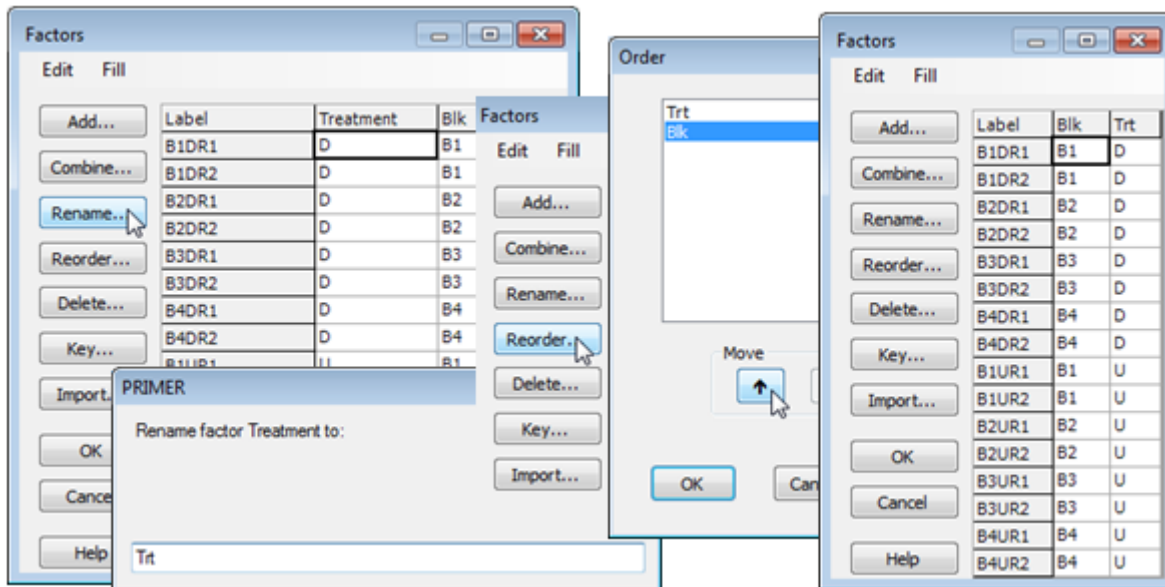 Factors
Edit Fill
Add...
Combine...
Rename...
Reorder...
Delete...
Key...
Import.
OK
Cance
Help
Label Treatment Blk
B1DR1 D B1
B1DR2 D B1
B2DR1 D B2
B2DR2 D B2
B3DR1 D B3
B3DR2 D B3
B4DR1 D B4
B4DR2 D B4
B1UR1 U B1
PRIMER
Rename factor Treatment to:
Trt
Factors
Edit Fill
Add...
Combine...
Rename...
Reorder..
Delete...
Key...
Import...
Order
Trt
Blk
Move
OK
Can
Factors
Edit Fill
Add...
Combine...
Rename...
Reorder...
Delete...
Key...
Import...
OK
Cancel
Help
Label Blk Trt
B1DR1 B1 D
B1DR2 B1 D
B2DR1 B2 D
B2DR2 B2 D
B3DR1 B3 D
B3DR2 B3 D
B4DR1 B4 D
B4DR2 B4 D
B1UR1 B1 U
B1UR2 B1 U
B2UR1 B2 U
B2UR2 B2 U
B3UR1 B3 U
B3UR2 B3 U
B4UR1 B4 U
B4UR2 B4 U